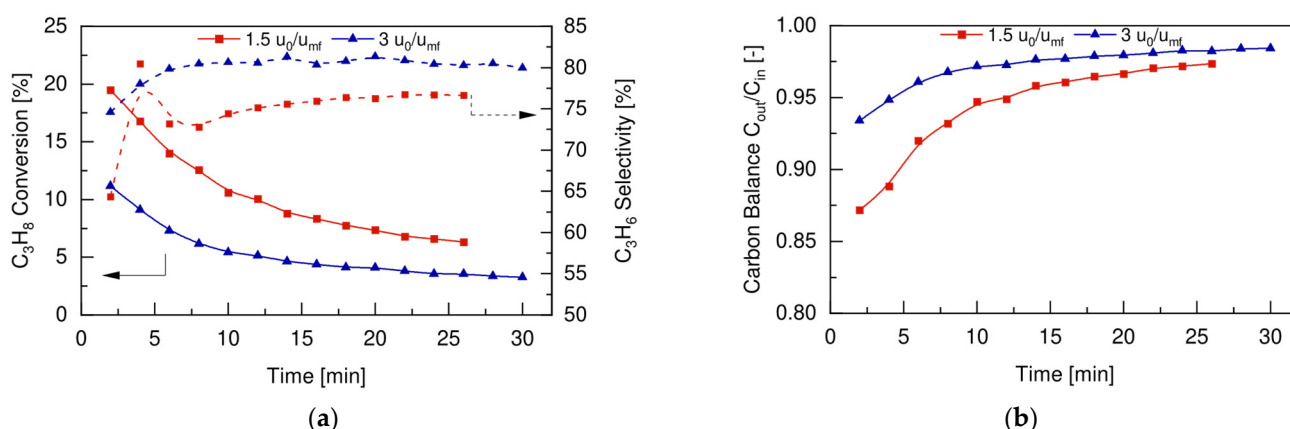 1.5 u₀/uₘf 3 u₀/uₘf
C₃H₈ Conversion [%]
25
20
15
10
5
0
85
80
75
70
65
60
55
50
C₃H₆ Selectivity [%]
0 5 10 15 20 25 30
Time [min]
(a)
1.5 u₀/uₘf 3 u₀/uₘf
Carbon Balance Cout/Cin [-]
1.00
0.95
0.90
0.85
0.80
0 5 10 15 20 25 30
Time [min]
(b)